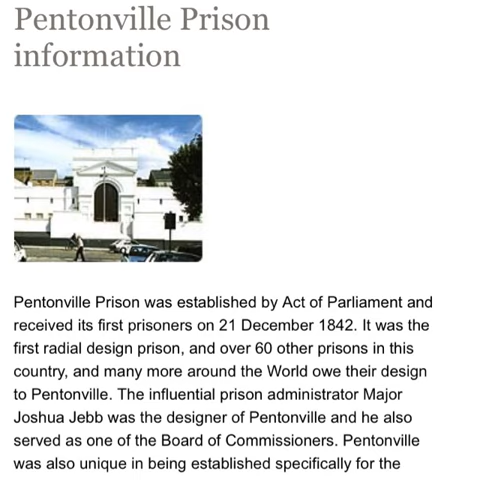 Pentonville Prison
information
Pentonville Prison was established by Act of Parliament and
received its first prisoners on 21 December 1842. It was the
first radial design prison, and over 60 other prisons in this
country, and many more around the World owe their design
to Pentonville. The influential prison administrator Major
Joshua Jebb was the designer of Pentonville and he also
served as one of the Board of Commissioners. Pentonville
was also unique in being established specifically for the